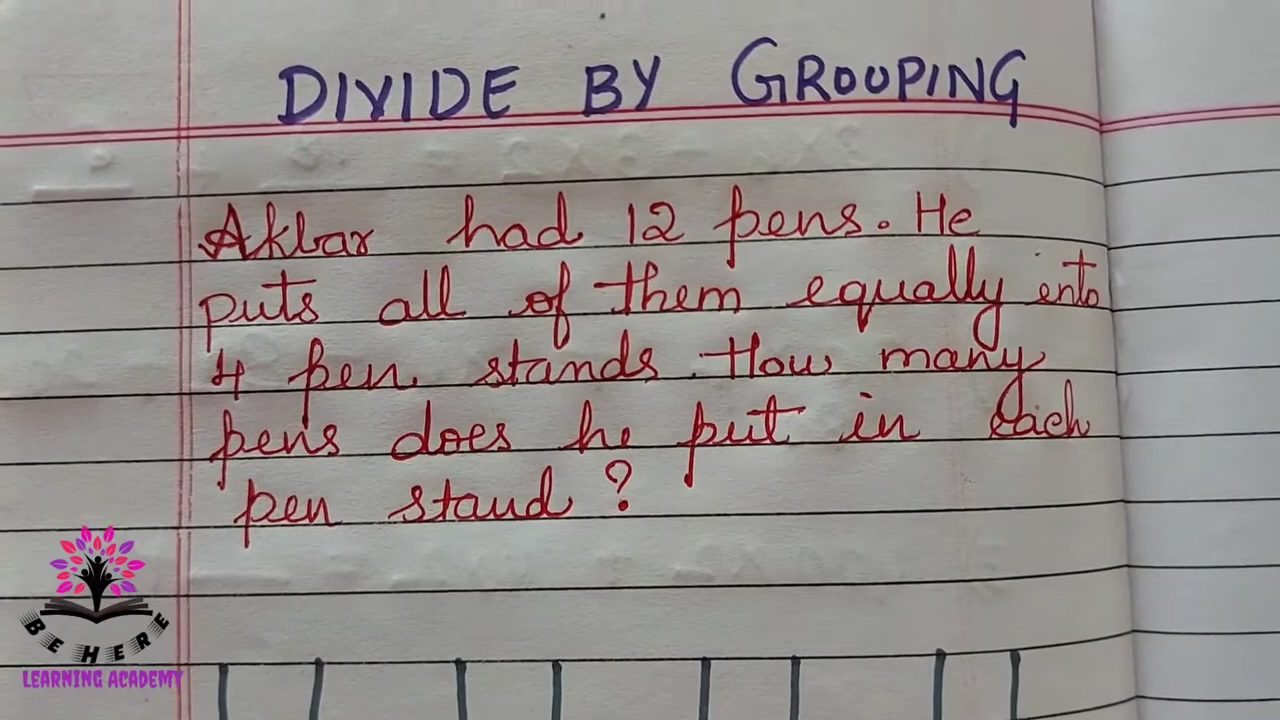 DIVIDE BY GROUPING
Akbar had 12 pens. He
puts all of them equally into
4 pen stands. How many
pens does he put in each
pen stand?
BE HERE
LEARNING ACADEMY